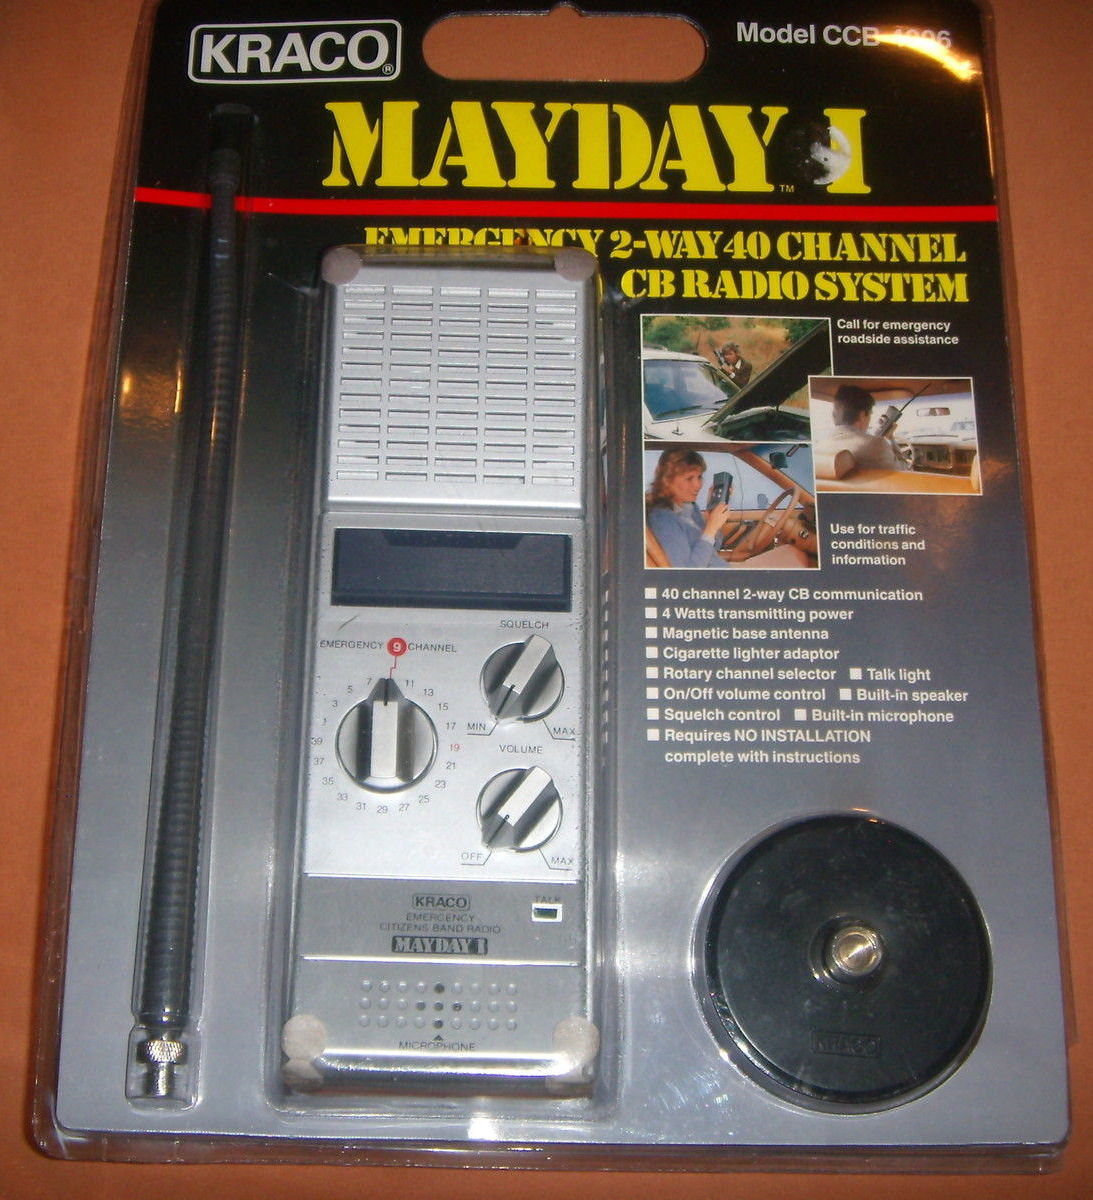 KRACO®
Model CCB
MAYDAY I
™
EMERGENCY 2-WAY 40 CHANNEL
CB RADIO SYSTEM
Call for emergency
roadside assistance
Use for traffic
conditions and
information
■ 40 channel 2-way CB communication
■ 4 Watts transmitting power
■ Magnetic base antenna
■ Cigarette lighter adaptor
■ Rotary channel selector ■ Talk light
■ On/Off volume control ■ Built-in speaker
■ Squelch control ■ Built-in microphone
■ Requires NO INSTALLATION
complete with instructions
SQUELCH
MIN MAX
EMERGENCY 9 CHANNEL
1 3 5 7 11 13 15 17 19 21 23 25 27 29 31 33 35 37 39
VOLUME
OFF MAX
KRACO
EMERGENCY
CITIZENS BAND RADIO
MAYDAY I
TALK
MICROPHONE
KRACO